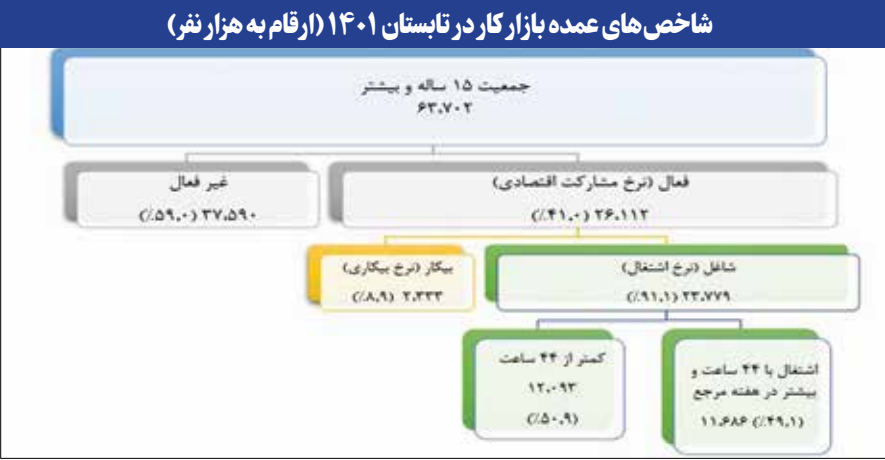 شاخص‌های عمده بازار کار در تابستان ۱۴۰۱ (ارقام به هزار نفر)
جمعیت ۱۵ ساله و بیشتر
۶۳،۷۰۲
فعال (نرخ مشارکت اقتصادی)
۲۶،۱۱۲ (٪۴۱,۰)
غیر فعال
۳۷،۵۹۰ (٪۵۹,۰)
شاغل (نرخ اشتغال)
۲۳،۷۷۹ (٪۹۱,۱)
بیکار (نرخ بیکاری)
۲،۳۳۳ (٪۸,۹)
اشتغال با ۴۴ ساعت و
بیشتر در هفته مرجع
۱۱،۶۸۶ (٪۴۹,۱)
کمتر از ۴۴ ساعت
۱۲،۰۹۳
(٪۵۰,۹)